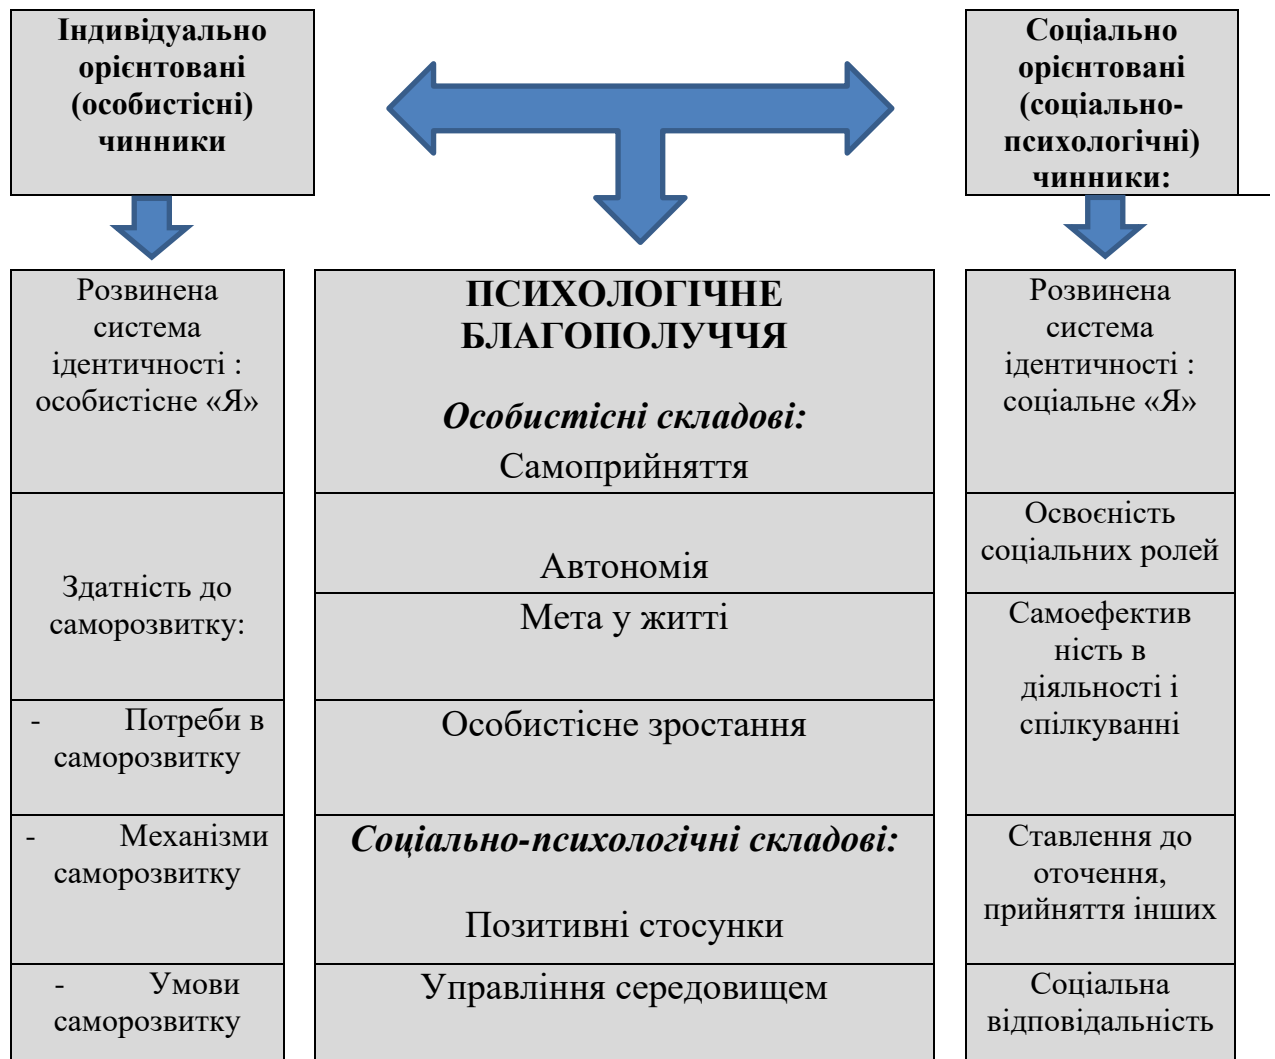 Індивідуально
орієнтовані
(особистісні)
чинники
Соціально
орієнтовані
(соціально-
психологічні)
чинники:
Розвинена
система
ідентичності :
особистісне «Я»
Здатність до
саморозвитку:
- Потреби в
саморозвитку
- Механізми
саморозвитку
- Умови
саморозвитку
ПСИХОЛОГІЧНЕ
БЛАГОПОЛУЧЧЯ
Особистісні складові:
Самоприйняття
Автономія
Мета у житті
Особистісне зростання
Соціально-психологічні складові:
Позитивні стосунки
Управління середовищем
Розвинена
система
ідентичності :
соціальне «Я»
Освоєність
соціальних ролей
Самоефектив
ність в
діяльності і
спілкуванні
Ставлення до
оточення,
прийняття інших
Соціальна
відповідальність